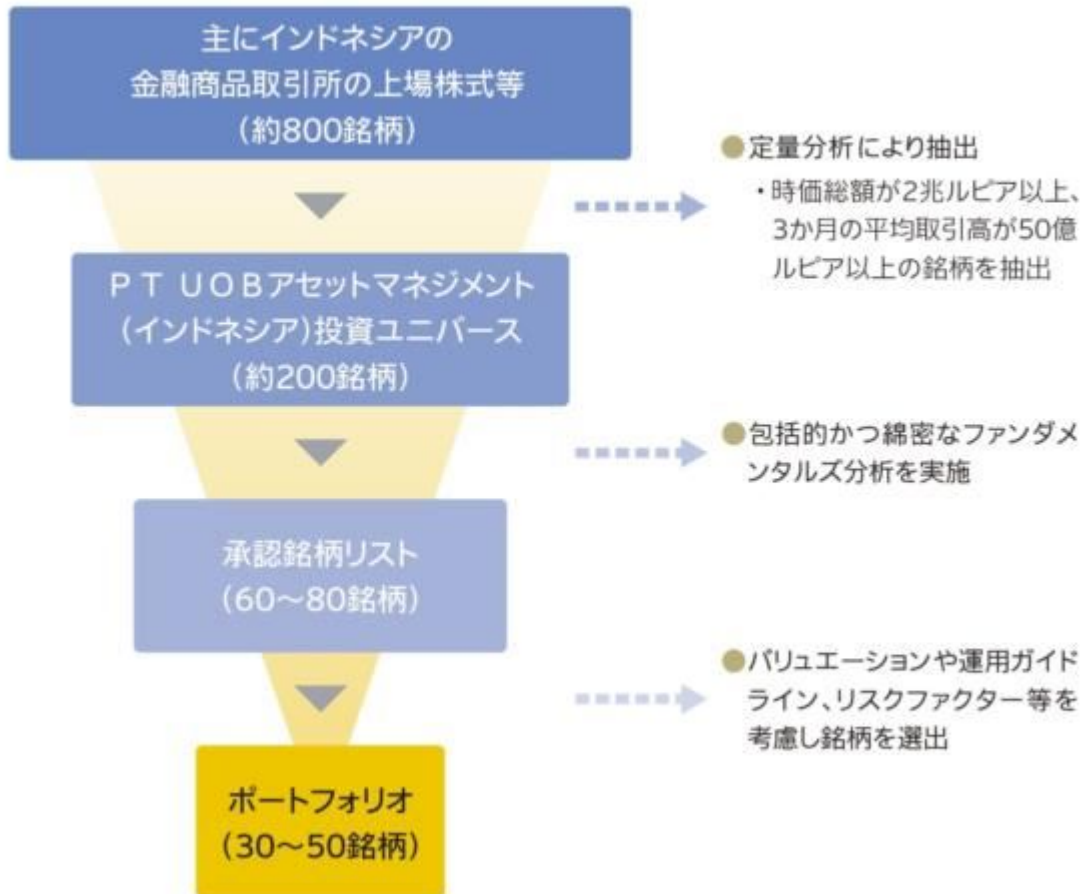 主にインドネシアの
金融商品取引所の上場株式等
(約800銘柄)
●定量分析により抽出
・時価総額が2兆ルピア以上、
3か月の平均取引高が50億
ルピア以上の銘柄を抽出
PT UOBアセットマネジメント
(インドネシア)投資ユニバース
(約200銘柄)
●包括的かつ綿密なファンダメ
ンタルズ分析を実施
承認銘柄リスト
(60〜80銘柄)
●バリュエーションや運用ガイド
ライン、リスクファクター等を
考慮し銘柄を選出
ポートフォリオ
(30〜50銘柄)